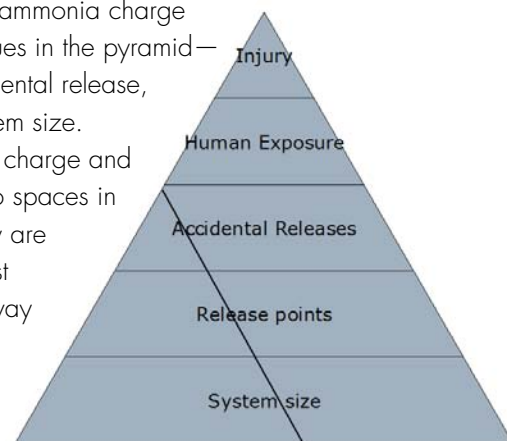 ammonia charge
ues in the pyramid—
ental release,
em size.
charge and
o spaces in
y are
st
way
Injury
Human Exposure
Accidental Releases
Release points
System size